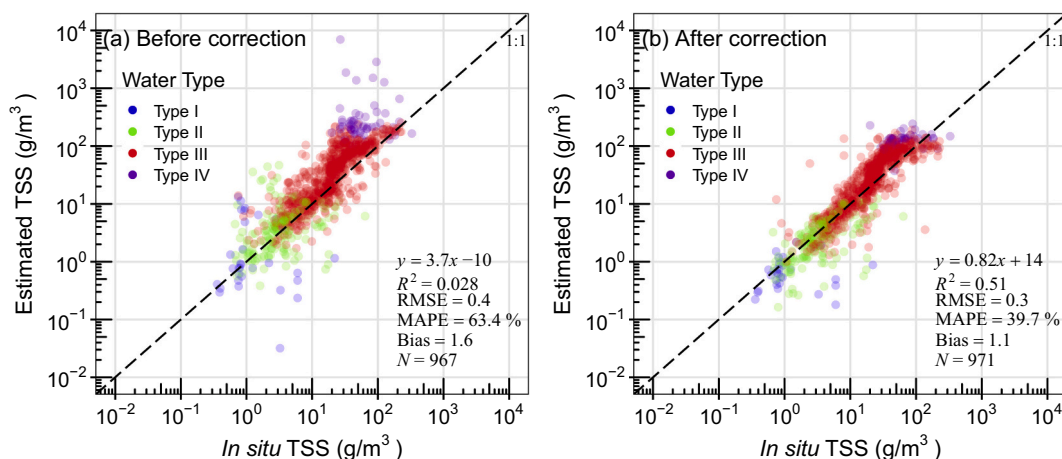 (a) Before correction
1:1
Water Type
Type I
Type II
Type III
Type IV
y = 3.7x −10
R² = 0.028
RMSE = 0.4
MAPE = 63.4 %
Bias = 1.6
N = 967
10⁴
10³
10²
10¹
10⁰
10⁻¹
10⁻²
Estimated TSS (g/m³ )
10⁻² 10⁻¹ 10⁰ 10¹ 10² 10³ 10⁴
In situ TSS (g/m³ )
(b) After correction
1:1
Water Type
Type I
Type II
Type III
Type IV
y = 0.82x + 14
R² = 0.51
RMSE = 0.3
MAPE = 39.7 %
Bias = 1.1
N = 971
10⁴
10³
10²
10¹
10⁰
10⁻¹
10⁻²
Estimated TSS (g/m³ )
10⁻² 10⁻¹ 10⁰ 10¹ 10² 10³ 10⁴
In situ TSS (g/m³ )